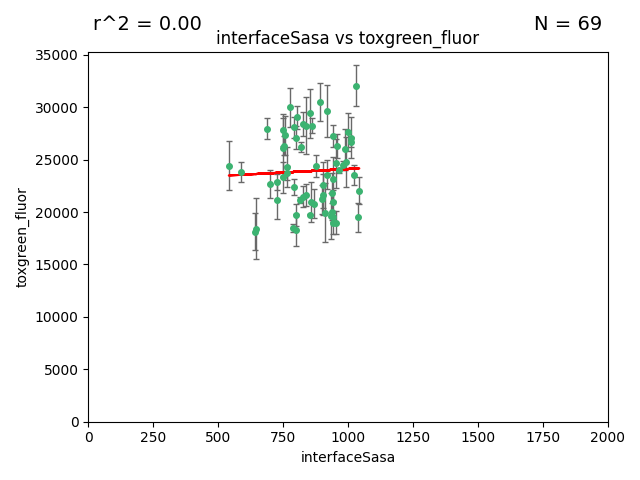 r^2 = 0.00
N = 69
interfaceSasa vs toxgreen_fluor
35000
30000
25000
20000
15000
10000
5000
0
toxgreen_fluor
0 250 500 750 1000 1250 1500 1750 2000
interfaceSasa